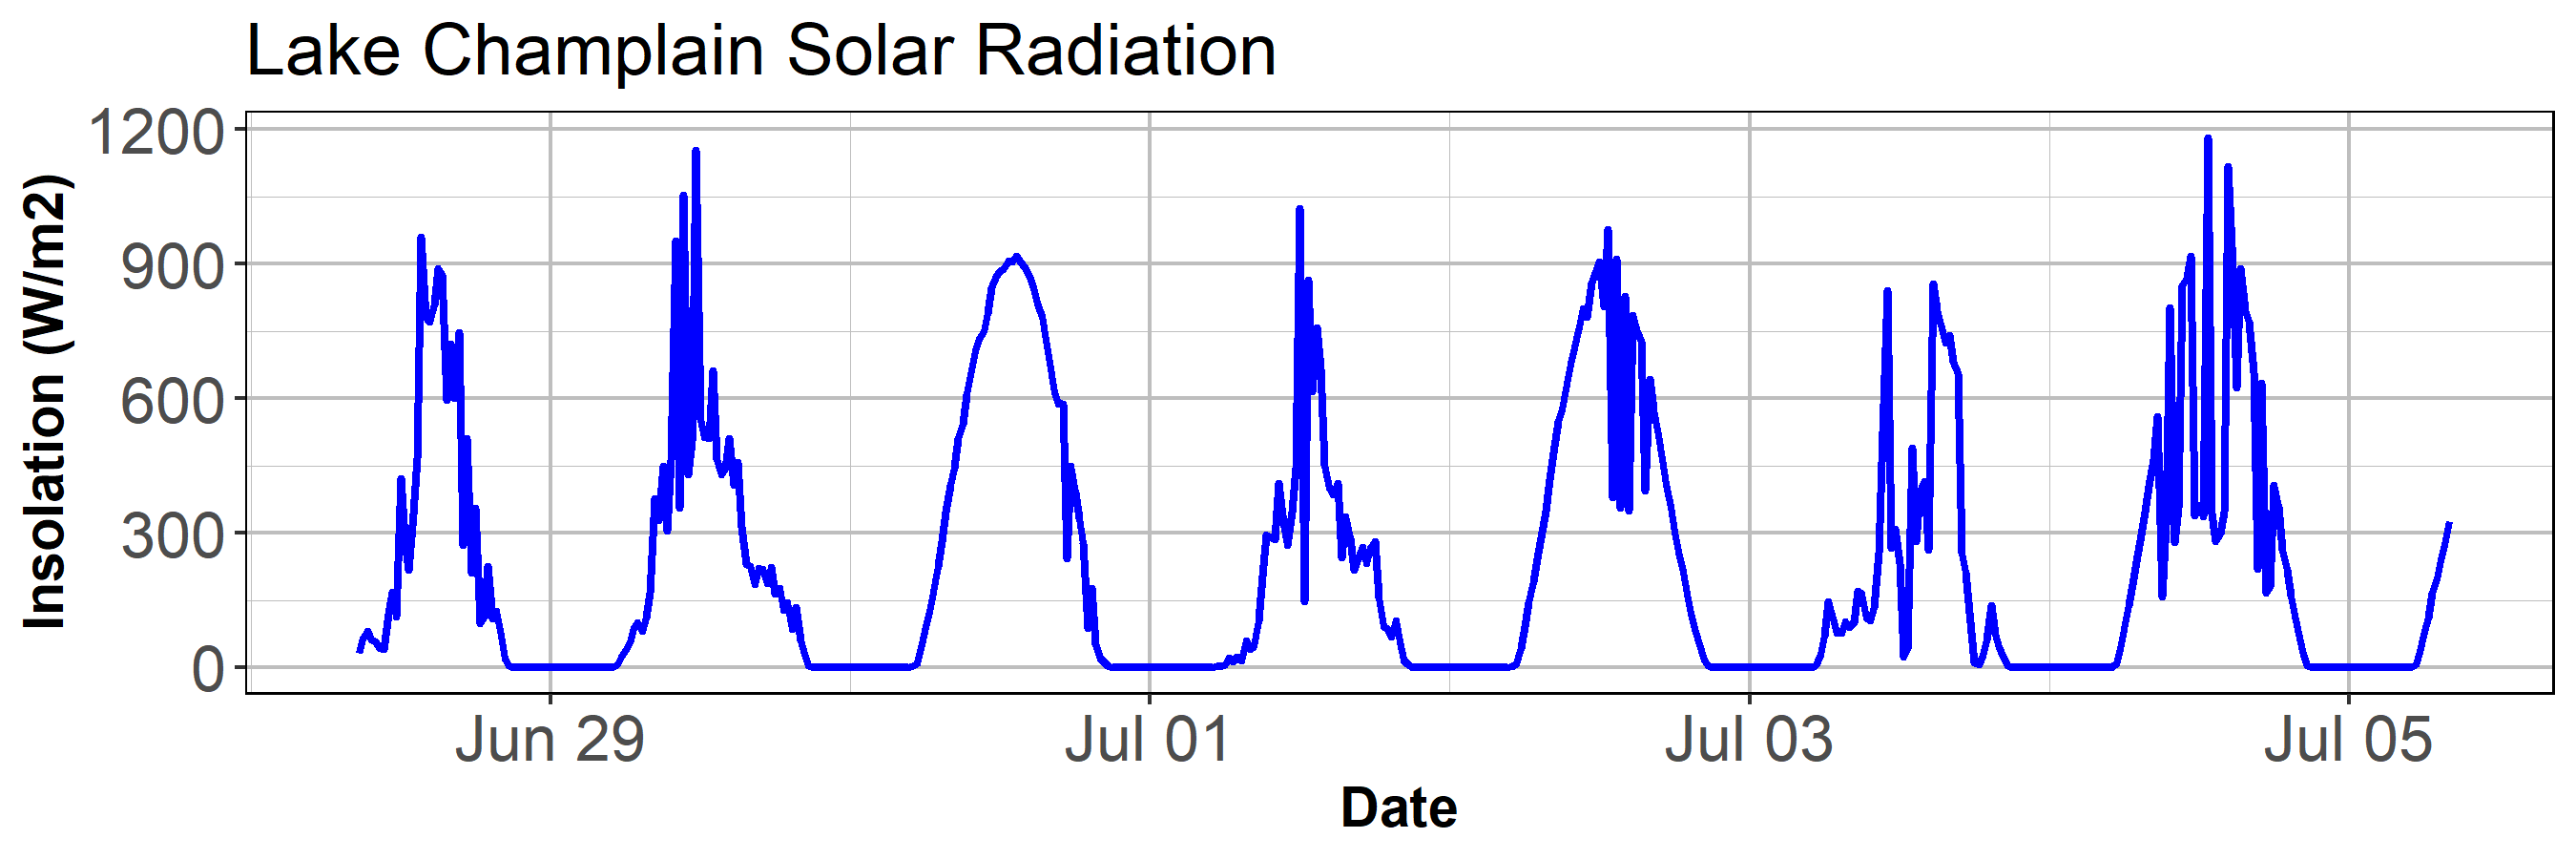 Lake Champlain Solar Radiation
1200
900
600
300
0
Insolation (W/m2)
Jun 29
Jul 01
Jul 03
Jul 05
Date